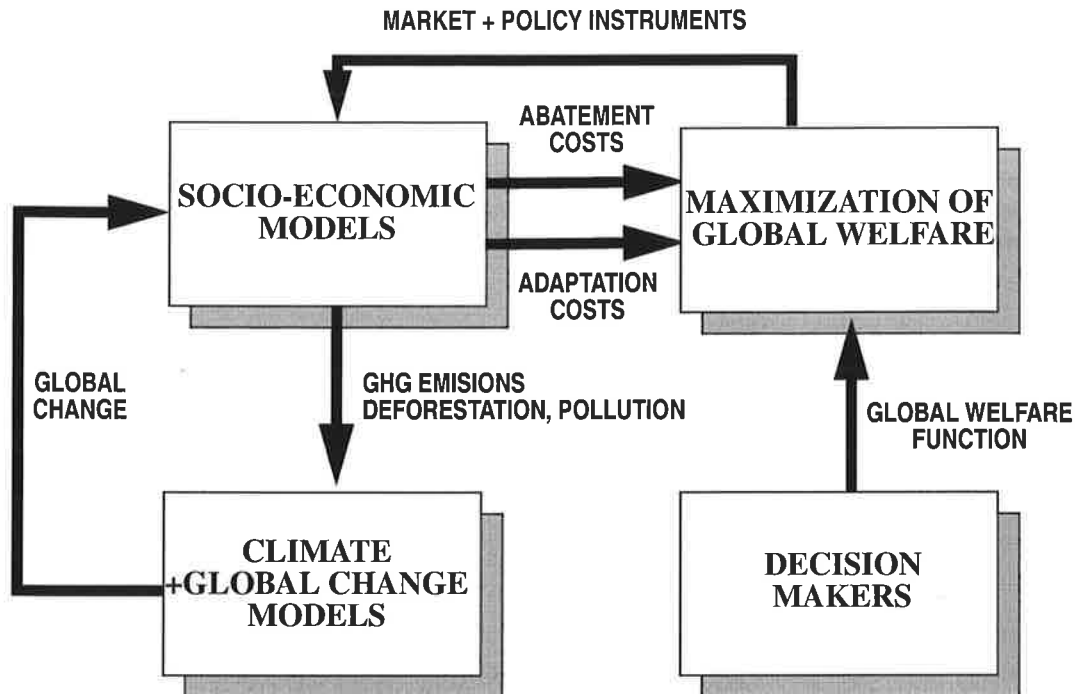 MARKET + POLICY INSTRUMENTS
ABATEMENT
COSTS
SOCIO-ECONOMIC
MODELS
MAXIMIZATION OF
GLOBAL WELFARE
ADAPTATION
COSTS
GLOBAL
CHANGE
GHG EMISIONS
DEFORESTATION, POLLUTION
GLOBAL WELFARE
FUNCTION
CLIMATE
+GLOBAL CHANGE
MODELS
DECISION
MAKERS